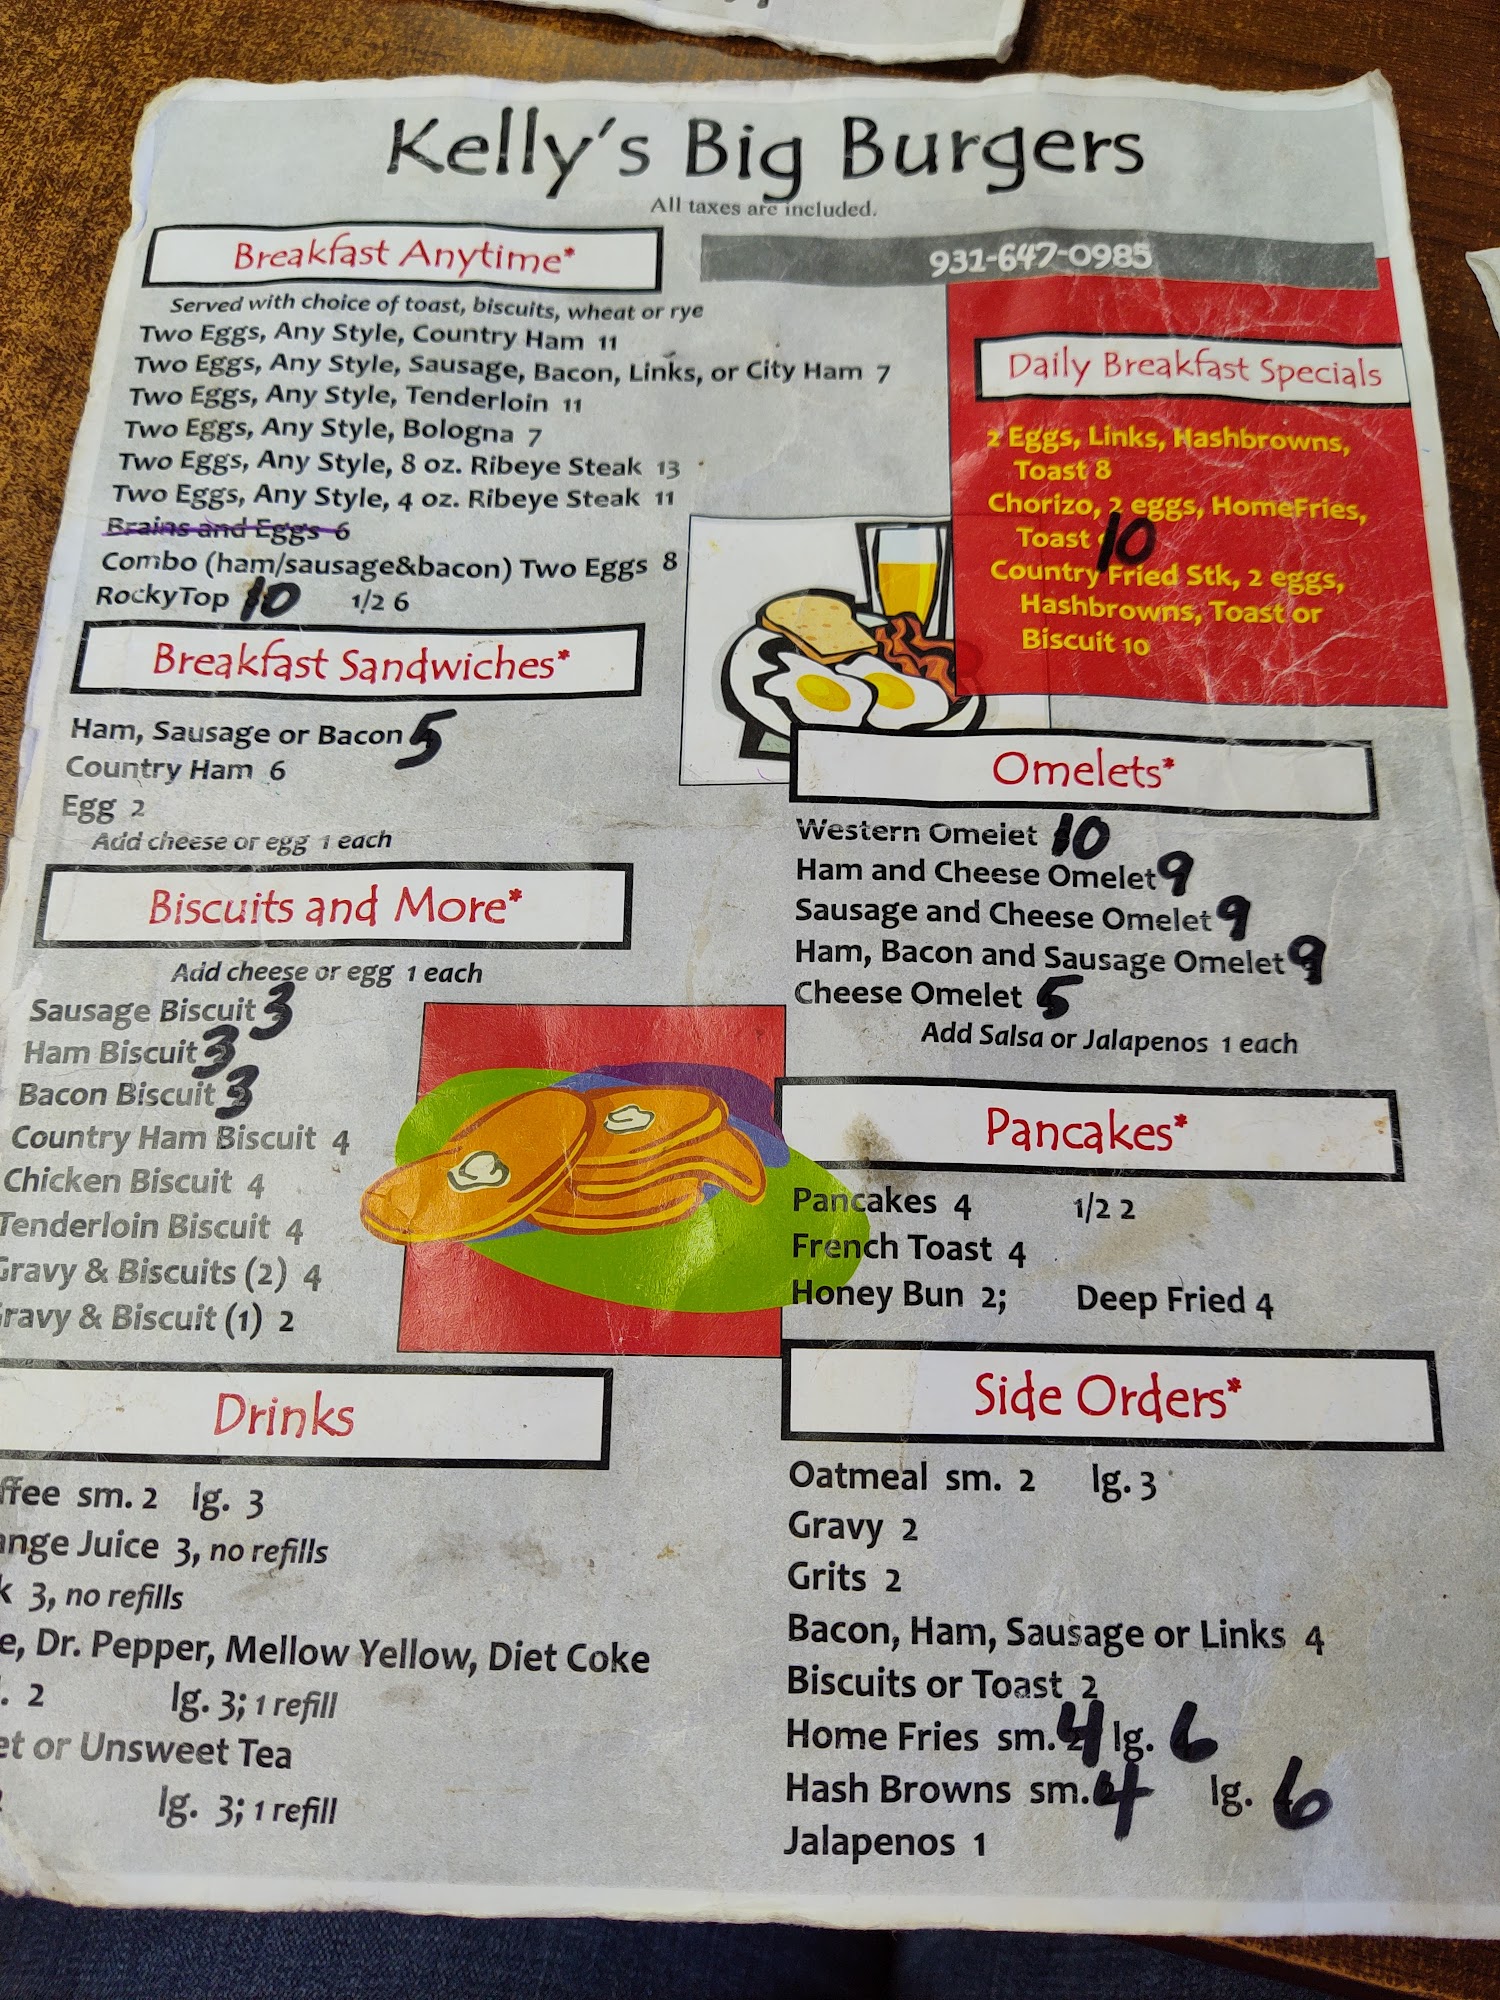 Kelly's Big Burgers
All taxes are included.
931-647-0985
Breakfast Anytime*
Served with choice of toast, biscuits, wheat or rye
Two Eggs, Any Style, Country Ham 11
Two Eggs, Any Style, Sausage, Bacon, Links, or City Ham 7
Two Eggs, Any Style, Tenderloin 11
Two Eggs, Any Style, Bologna 7
Two Eggs, Any Style, 8 oz. Ribeye Steak 13
Two Eggs, Any Style, 4 oz. Ribeye Steak 11
Brains and Eggs 6
Combo (ham/sausage&bacon) Two Eggs 8
RockyTop 10 1/2 6
Daily Breakfast Specials
2 Eggs, Links, Hashbrowns,
Toast 8
Chorizo, 2 eggs, HomeFries,
Toast 10
Country Fried Stk, 2 eggs,
Hashbrowns, Toast or
Biscuit 10
Breakfast Sandwiches*
Ham, Sausage or Bacon 5
Country Ham 6
Egg 2
Add cheese or egg 1 each
Biscuits and More*
Add cheese or egg 1 each
Sausage Biscuit 3
Ham Biscuit 3
Bacon Biscuit 3
Country Ham Biscuit 4
Chicken Biscuit 4
Tenderloin Biscuit 4
Gravy & Biscuits (2) 4
Gravy & Biscuit (1) 2
Drinks
ffee sm. 2 lg. 3
ange Juice 3, no refills
k 3, no refills
e, Dr. Pepper, Mellow Yellow, Diet Coke
. 2 lg. 3; 1 refill
et or Unsweet Tea
lg. 3; 1 refill
Omelets*
Western Omelet 10
Ham and Cheese Omelet 9
Sausage and Cheese Omelet 9
Ham, Bacon and Sausage Omelet 9
Cheese Omelet 5
Add Salsa or Jalapenos 1 each
Pancakes*
Pancakes 4 1/2 2
French Toast 4
Honey Bun 2; Deep Fried 4
Side Orders*
Oatmeal sm. 2 lg. 3
Gravy 2
Grits 2
Bacon, Ham, Sausage or Links 4
Biscuits or Toast 2
Home Fries sm. 4 lg. 6
Hash Browns sm. 4 lg. 6
Jalapenos 1